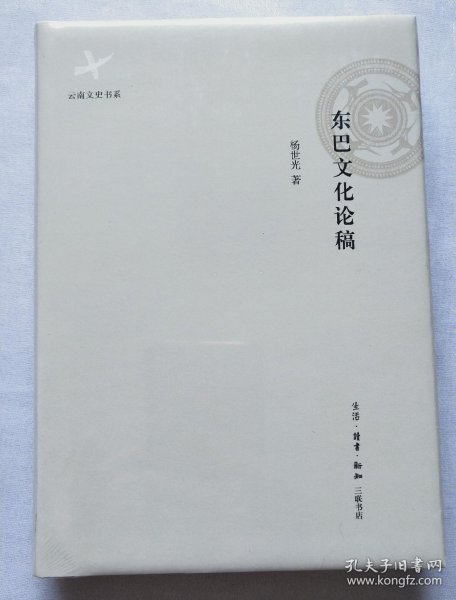 云南文史书系
东巴文化论稿
杨世光 著
生活·讀書·新知 三联书店
孔夫子旧书网
www.kongfz.com